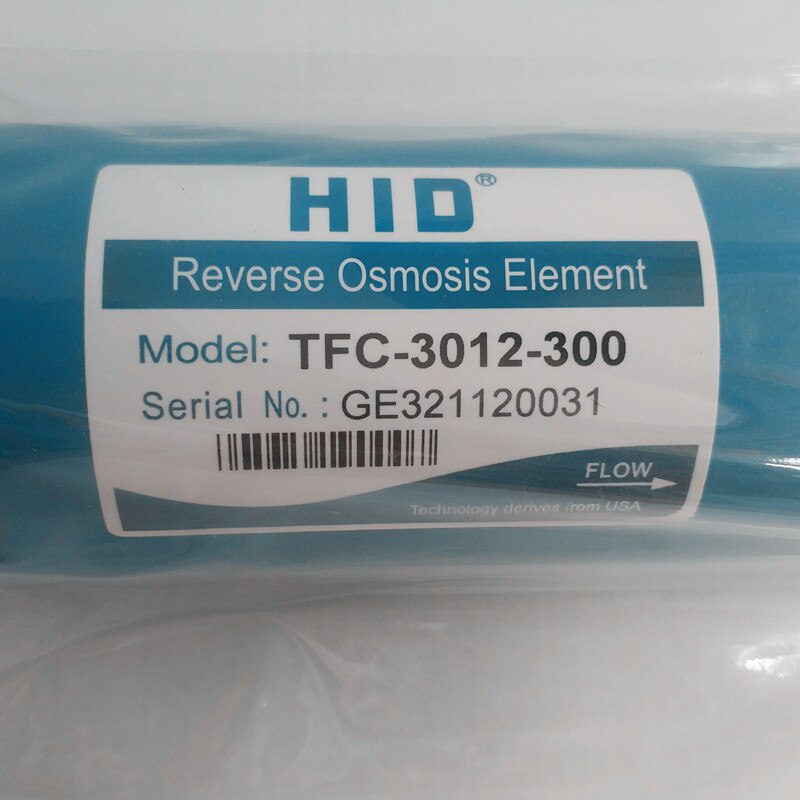 HID®
Reverse Osmosis Element
Model: TFC-3012-300
Serial No.: GE321120031
FLOW
Technology derives from USA